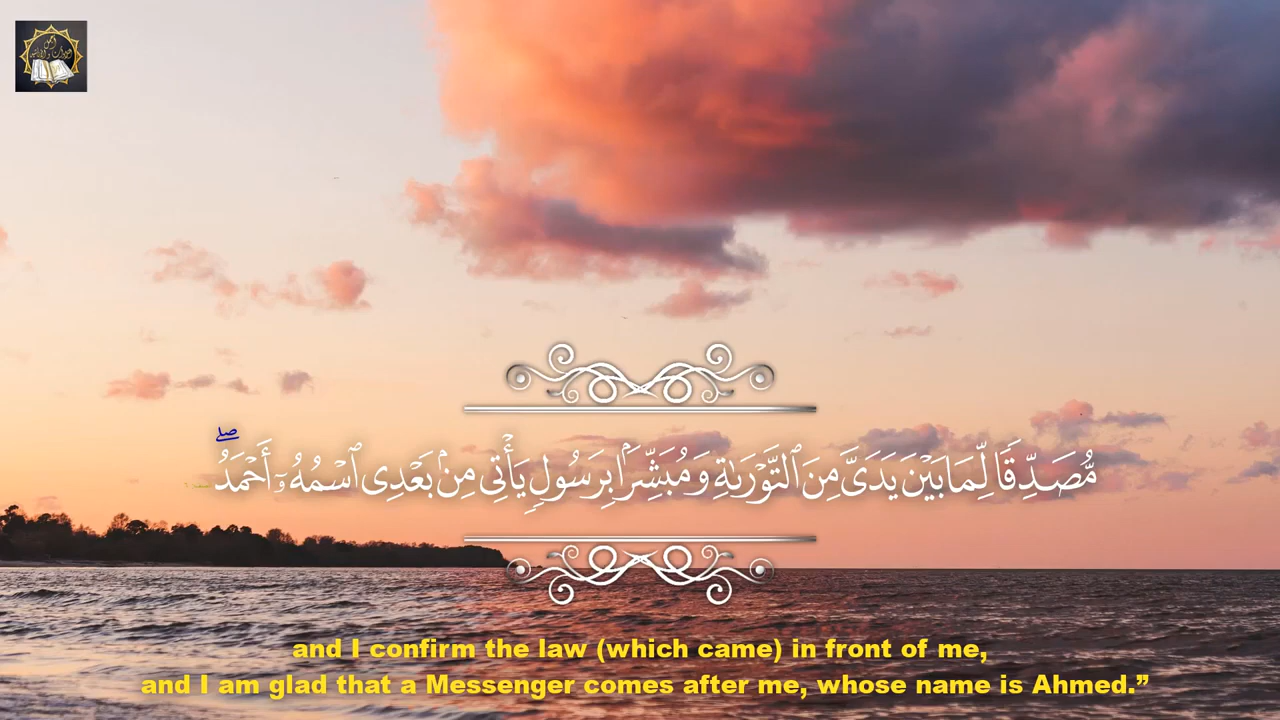 مُّصَدِّقًا لِّمَا بَيْنَ يَدَىَّ مِنَ ٱلتَّوْرَىٰةِ وَمُبَشِّرًۢا بِرَسُولٍ يَأْتِى مِنۢ بَعْدِى ٱسْمُهُۥٓ أَحْمَدُ ۖ
and I confirm the law (which came) in front of me,
and I am glad that a Messenger comes after me, whose name is Ahmed.”